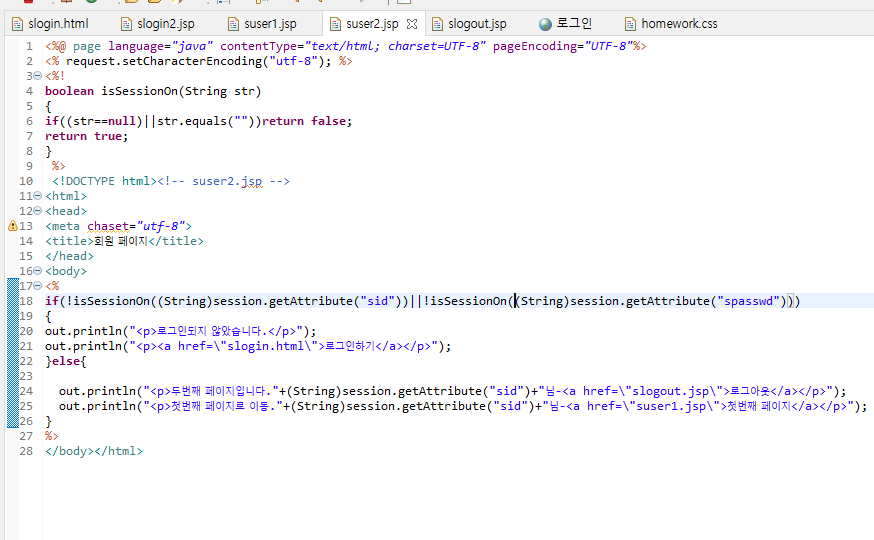 slogin.html slogin2.jsp suser1.jsp suser2.jsp slogout.jsp 로그인 homework.css
1 <%@ page language="java" contentType="text/html; charset=UTF-8" pageEncoding="UTF-8"%>
2 <% request.setCharacterEncoding("utf-8"); %>
3 <%!
4 boolean isSessionOn(String str)
5 {
6 if((str==null)||str.equals(""))return false;
7 return true;
8 }
9 %>
10 <!DOCTYPE html><!-- suser2.jsp -->
11 <html>
12 <head>
13 <meta chaset="utf-8">
14 <title>회원 페이지</title>
15 </head>
16 <body>
17 <%
18 if(!isSessionOn((String)session.getAttribute("sid"))||!isSessionOn((String)session.getAttribute("spasswd")))
19 {
20 out.println("<p>로그인되지 않았습니다.</p>");
21 out.println("<p><a href=\"slogin.html\">로그인하기</a></p>");
22 }else{
23
24 out.println("<p>두번째 페이지입니다."+(String)session.getAttribute("sid")+"님-<a href=\"slogout.jsp\">로그아웃</a></p>");
25 out.println("<p>첫번째 페이지로 이동."+(String)session.getAttribute("sid")+"님-<a href=\"suser1.jsp\">첫번째 페이지</a></p>");
26 }
27 %>
28 </body></html>